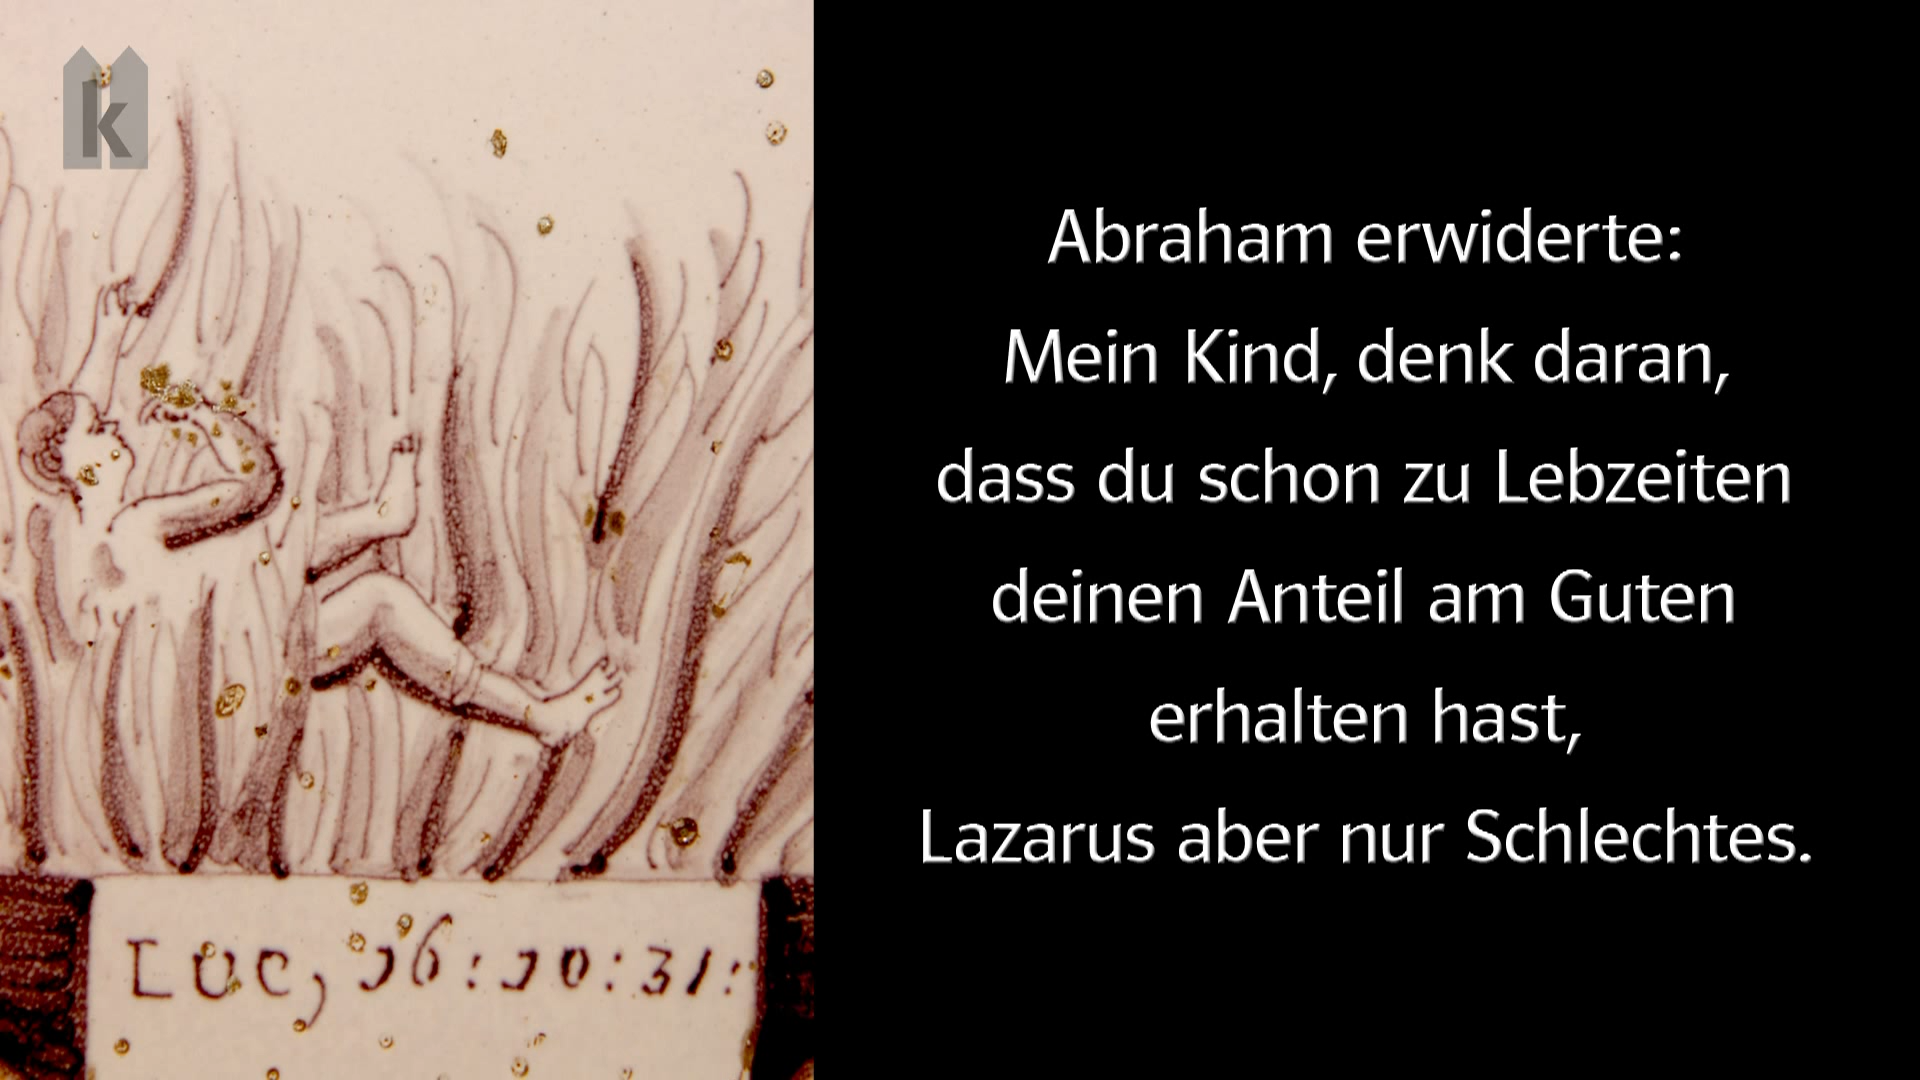 k
Abraham erwiderte:
Mein Kind, denk daran,
dass du schon zu Lebzeiten
deinen Anteil am Guten
erhalten hast,
Lazarus aber nur Schlechtes.
LUC, 16:20:31: